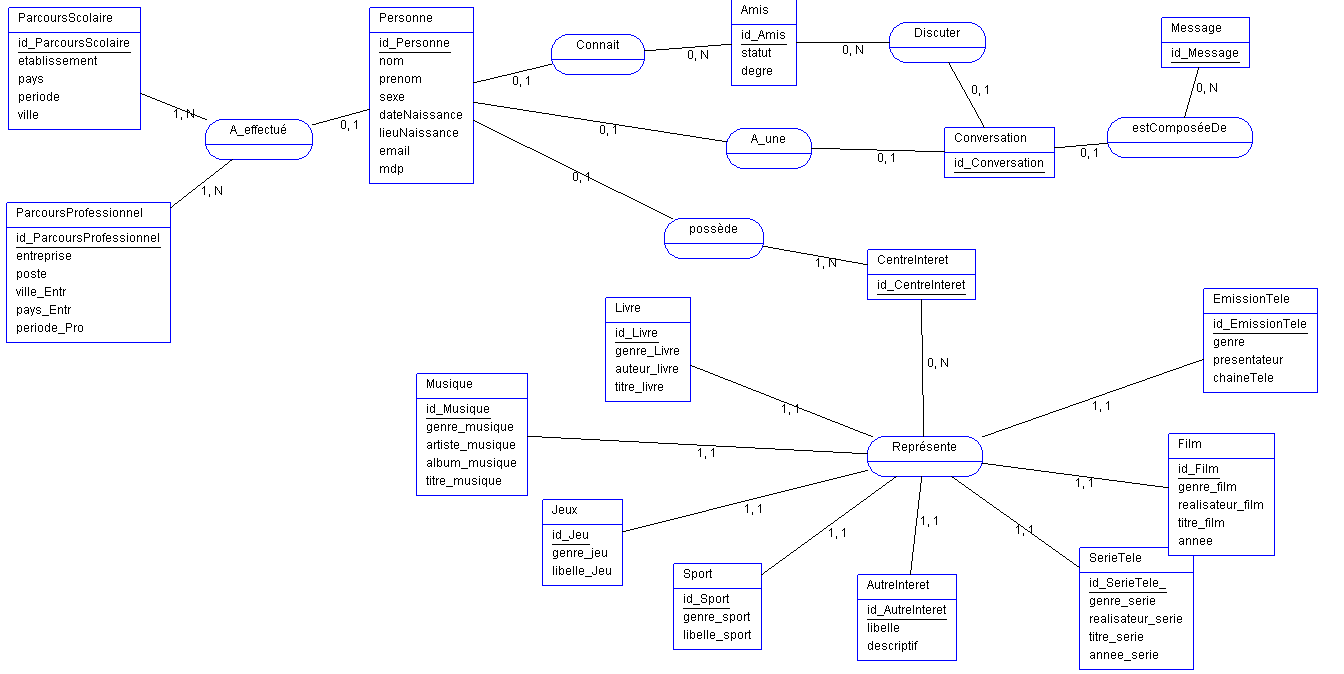 ParcoursScolaire
id_ParcoursScolaire
etablissement
pays
periode
ville
Personne
id_Personne
nom
prenom
sexe
dateNaissance
lieuNaissance
email
mdp
Connait
Amis
id_Amis
statut
degre
Discuter
Message
id_Message
1, N
A_effectué
0, 1
0, 1
0, N
0, N
0, 1
0, N
0, 1
A_une
0, 1
Conversation
id_Conversation
0, 1
estComposéeDe
1, N
0, 1
ParcoursProfessionnel
id_ParcoursProfessionnel
entreprise
poste
ville_Entr
pays_Entr
periode_Pro
possède
1, N
CentreInteret
id_CentreInteret
0, N
Livre
id_Livre
genre_Livre
auteur_livre
titre_livre
1, 1
EmissionTele
id_EmissionTele
genre
presentateur
chaineTele
1, 1
Musique
id_Musique
genre_musique
artiste_musique
album_musique
titre_musique
1, 1
Représente
1, 1
Film
id_Film
genre_film
realisateur_film
titre_film
annee
Jeux
id_Jeu
genre_jeu
libelle_Jeu
1, 1
1, 1
1, 1
1, 1
Sport
id_Sport
genre_sport
libelle_sport
AutreInteret
id_AutreInteret
libelle
descriptif
SerieTele
id_SerieTele_
genre_serie
realisateur_serie
titre_serie
annee_serie